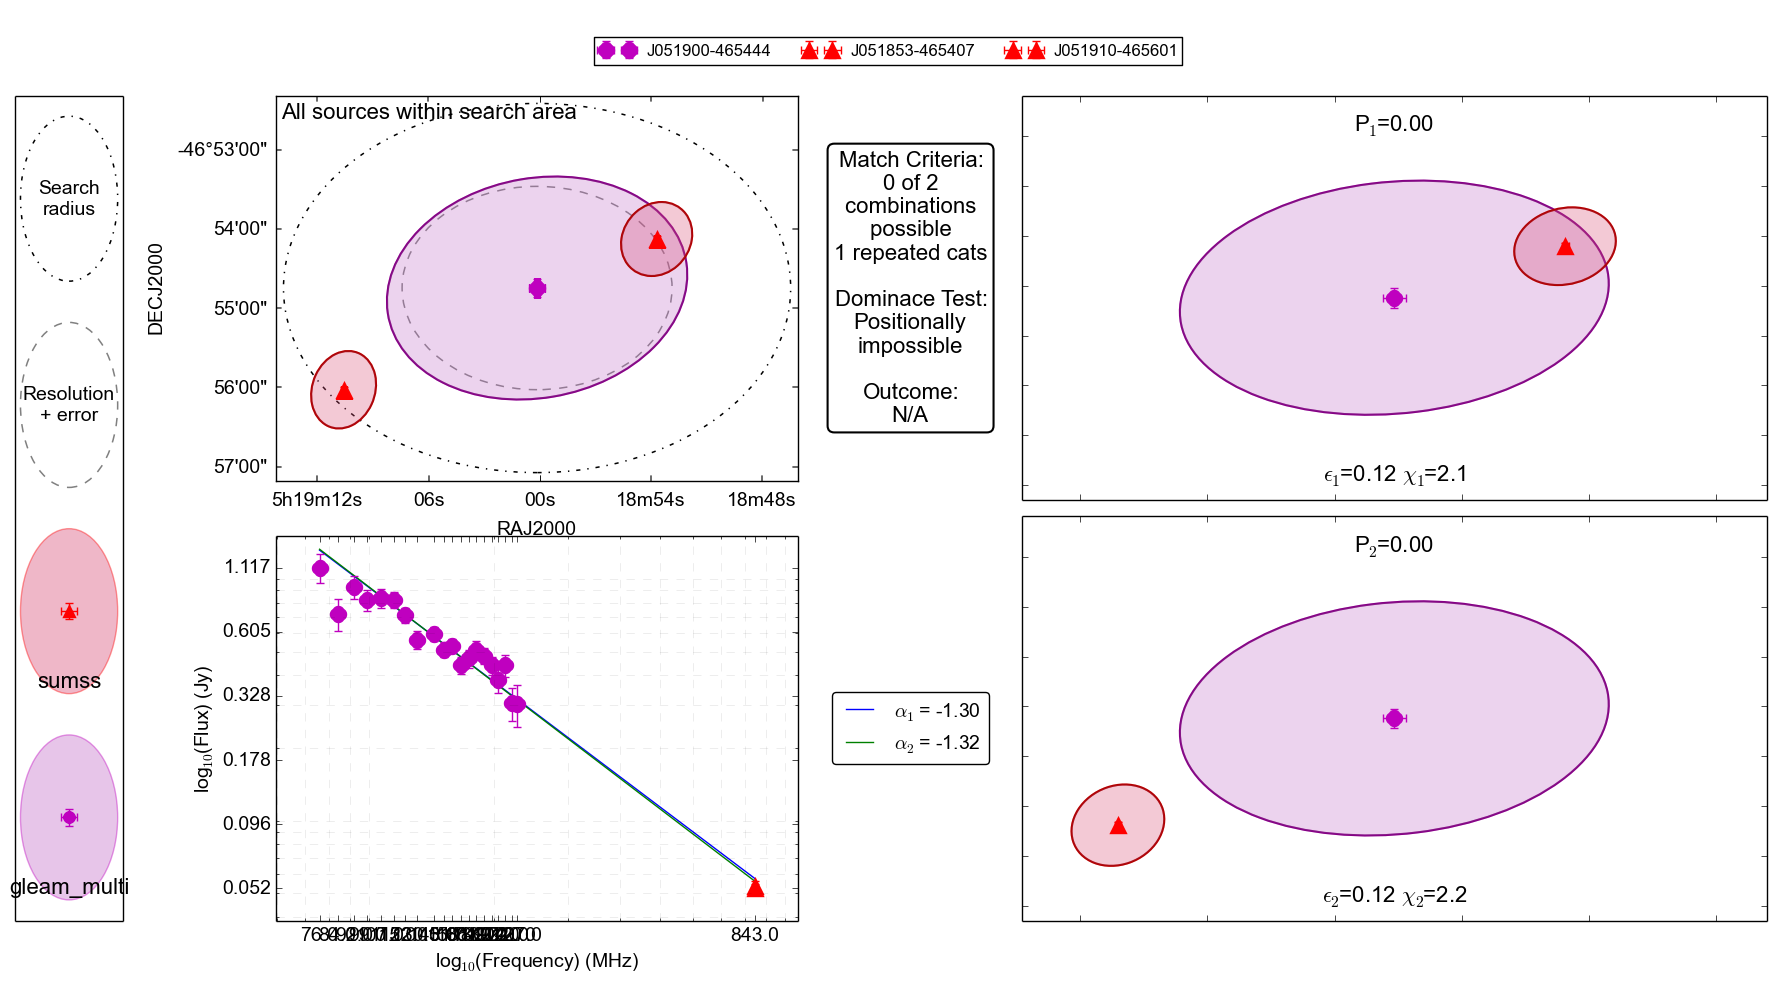 J051900-465444 J051853-465407 J051910-465601
Search
radius
Resolution
+ error
sumss
gleam_multi
All sources within search area
-46°53'00"
54'00"
55'00"
56'00"
57'00"
DECJ2000
5h19m12s 06s 00s 18m54s 18m48s
RAJ2000
Match Criteria:
0 of 2
combinations
possible
1 repeated cats
Dominace Test:
Positionally
impossible
Outcome:
N/A
P₁=0.00
ϵ₁=0.12 χ₁=2.1
P₂=0.00
ϵ₂=0.12 χ₂=2.2
1.117
0.605
0.328
0.178
0.096
0.052
log₁₀(Flux) (Jy)
843.0
log₁₀(Frequency) (MHz)
α₁ = -1.30
α₂ = -1.32